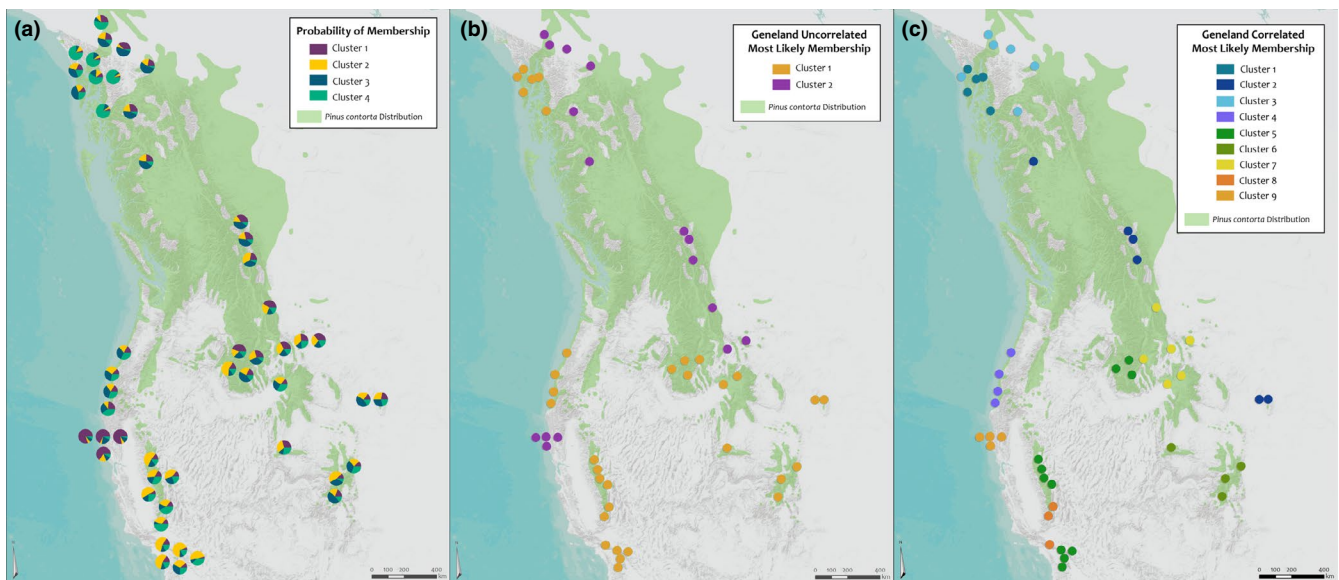 (a)
Probability of Membership
Cluster 1
Cluster 2
Cluster 3
Cluster 4
Pinus contorta Distribution
0 100 200 400
km
(b)
Geneland Uncorrelated
Most Likely Membership
Cluster 1
Cluster 2
Pinus contorta Distribution
0 100 200 400
km
(c)
Geneland Correlated
Most Likely Membership
Cluster 1
Cluster 2
Cluster 3
Cluster 4
Cluster 5
Cluster 6
Cluster 7
Cluster 8
Cluster 9
Pinus contorta Distribution
0 100 200 400
km